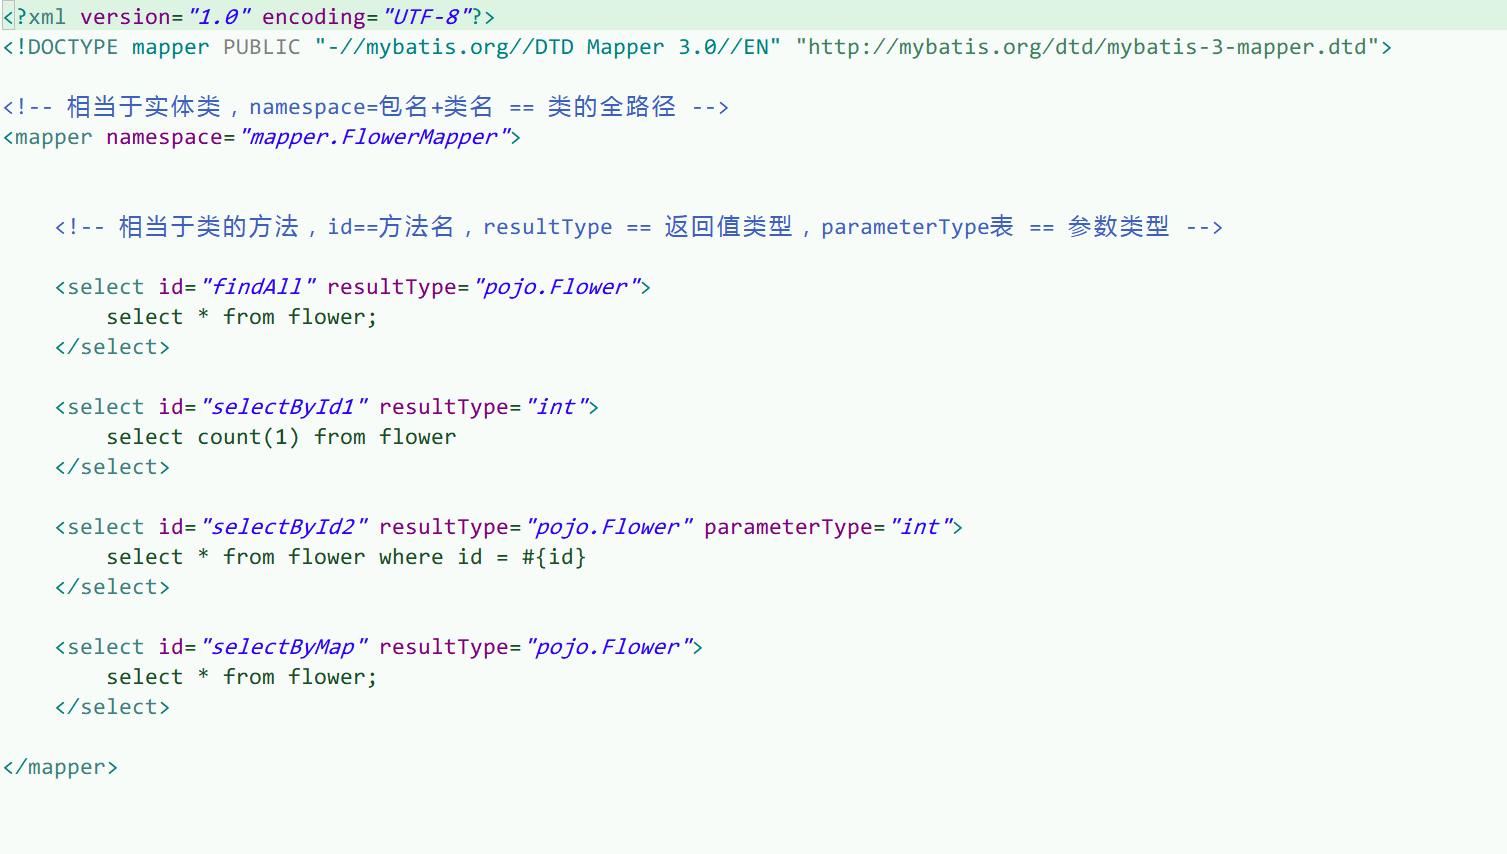 <?xml version="1.0" encoding="UTF-8"?>
<!DOCTYPE mapper PUBLIC "-//mybatis.org//DTD Mapper 3.0//EN" "http://mybatis.org/dtd/mybatis-3-mapper.dtd">
<!-- 相当于实体类，namespace=包名+类名 == 类的全路径 -->
<mapper namespace="mapper.FlowerMapper">
<!-- 相当于类的方法，id==方法名，resultType == 返回值类型，parameterType表 == 参数类型 -->
<select id="findAll" resultType="pojo.Flower">
select * from flower;
</select>
<select id="selectById1" resultType="int">
select count(1) from flower
</select>
<select id="selectById2" resultType="pojo.Flower" parameterType="int">
select * from flower where id = #{id}
</select>
<select id="selectByMap" resultType="pojo.Flower">
select * from flower;
</select>
</mapper>